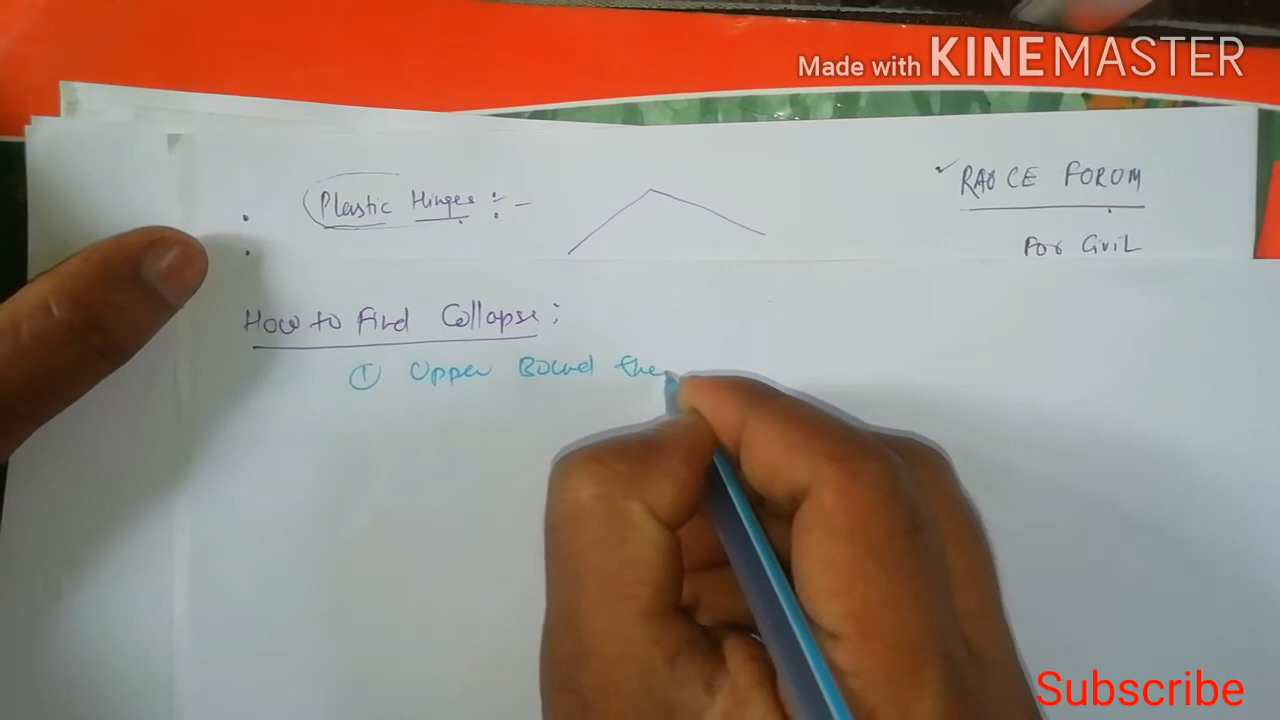 Made with KINEMASTER
RAO CE FORUM
Plastic Hinges :-
For Civil
How to Find Collapse :
① Upper Bound the
Subscribe